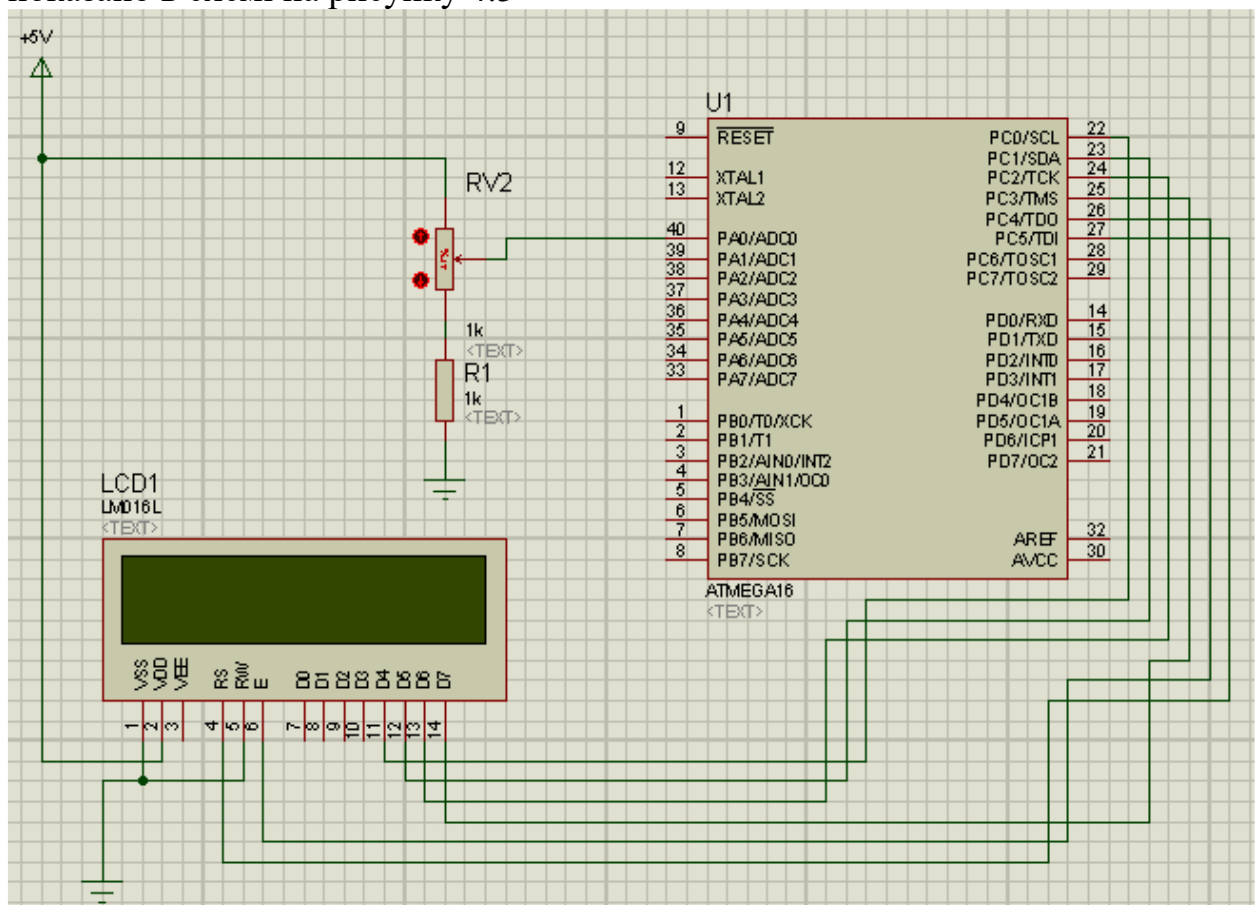 показано в схемі на рисунку 4.5
+5V
U1
RV2
9
RESET
12
XTAL1
13
XTAL2
40
PA0/ADC0
39
PA1/ADC1
38
PA2/ADC2
37
PA3/ADC3
36
PA4/ADC4
35
PA5/ADC5
34
PA6/ADC6
33
PA7/ADC7
1
PB0/T0/XCK
2
PB1/T1
3
PB2/AIN0/INT2
4
PB3/AIN1/OC0
5
PB4/SS
6
PB5/MOSI
7
PB6/MISO
8
PB7/SCK
PC0/SCL
22
PC1/SDA
23
PC2/TCK
24
PC3/TMS
25
PC4/TDO
26
PC5/TDI
27
PC6/TOSC1
28
PC7/TOSC2
29
PD0/RXD
14
PD1/TXD
15
PD2/INT0
16
PD3/INT1
17
PD4/OC1B
18
PD5/OC1A
19
PD6/ICP1
20
PD7/OC2
21
AREF
32
AVCC
30
ATMEGA16
<TEXT>
1k
<TEXT>
R1
1k
<TEXT>
LCD1
LM016L
<TEXT>
VSS
VDD
VEE
RS
RW
E
D0
D1
D2
D3
D4
D5
D6
D7
1
2
3
4
5
6
7
8
9
10
11
12
13
14